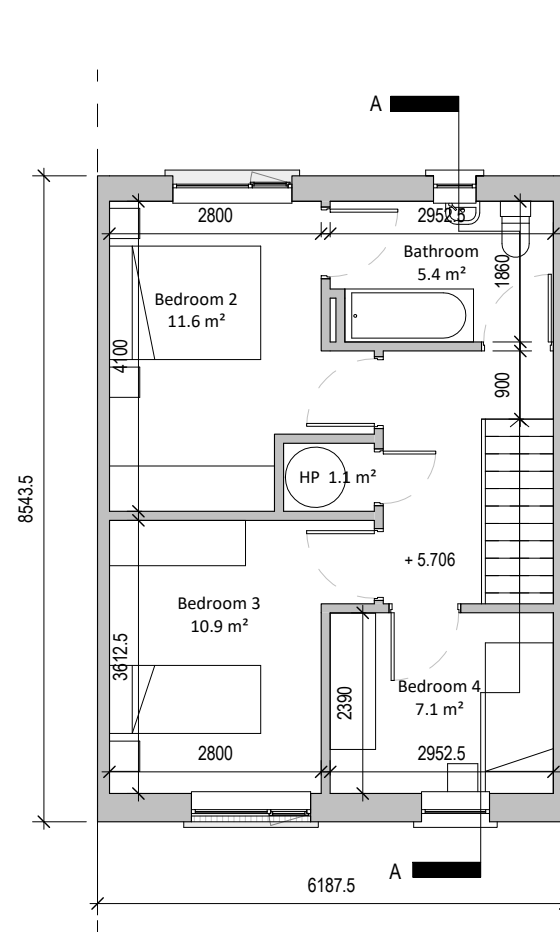 A
2800
2952.5
Bathroom
5.4 m²
1860
Bedroom 2
11.6 m²
4100
900
HP 1.1 m²
8543.5
+ 5.706
Bedroom 3
10.9 m²
3612.5
2390
Bedroom 4
7.1 m²
2800
2952.5
A
6187.5